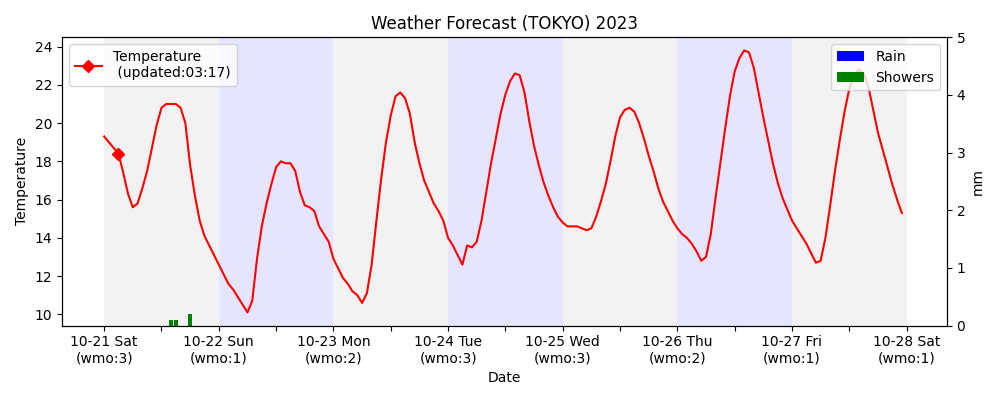 Weather Forecast (TOKYO) 2023
Temperature
(updated:03:17)
Rain
Showers
24
22
20
18
16
14
12
10
Temperature
5
4
3
2
1
0
mm
10-21 Sat 10-22 Sun 10-23 Mon 10-24 Tue 10-25 Wed 10-26 Thu 10-27 Fri 10-28 Sat
(wmo:3) (wmo:1) (wmo:2) (wmo:3) (wmo:3) (wmo:2) (wmo:1) (wmo:1)
Date